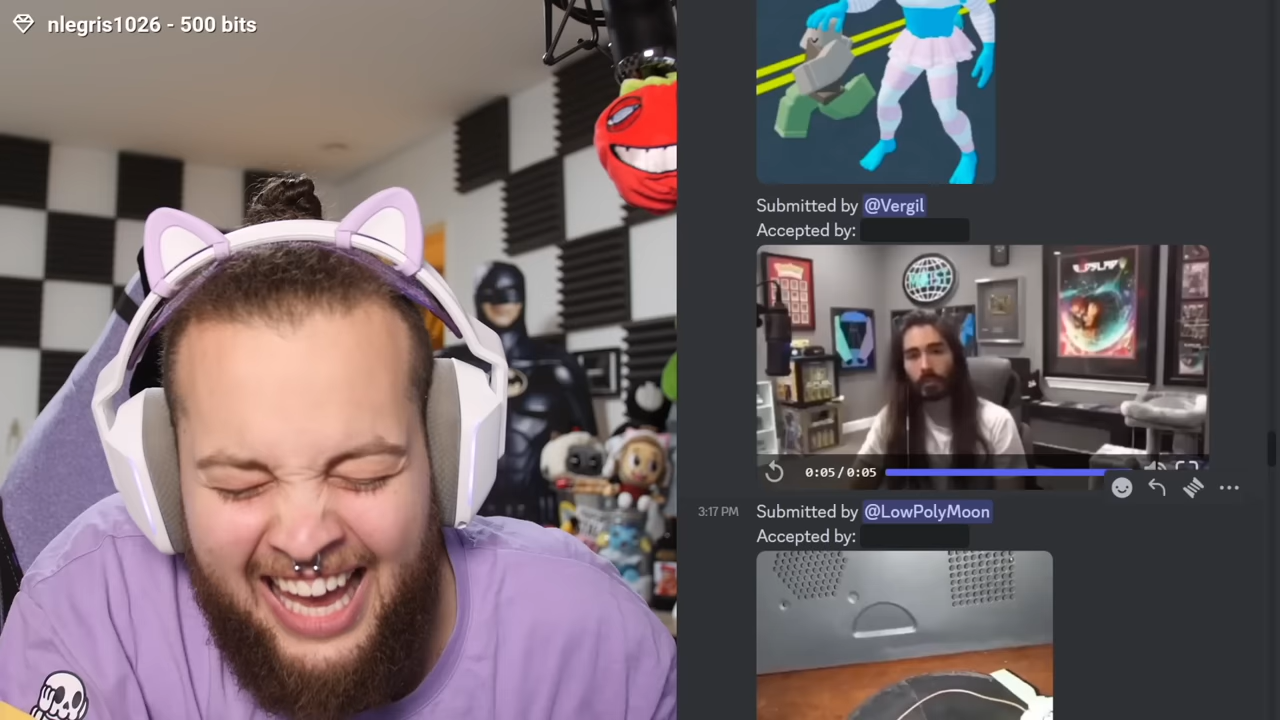 nlegris1026 - 500 bits
Submitted by @Vergil
Accepted by:
0:05/0:05
3:17 PM
Submitted by @LowPolyMoon
Accepted by: